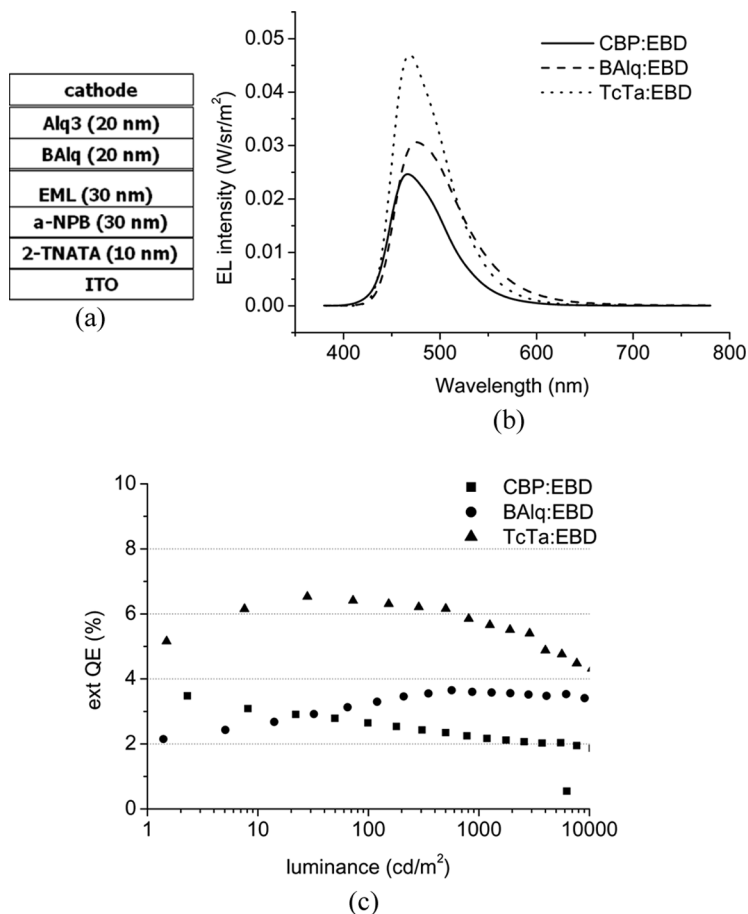 cathode
Alq3 (20 nm)
BAlq (20 nm)
EML (30 nm)
a-NPB (30 nm)
2-TNATA (10 nm)
ITO
(a)
EL intensity (W/sr/m²)
0.05
0.04
0.03
0.02
0.01
0.00
CBP:EBD
BAlq:EBD
TcTa:EBD
400
500
600
700
800
Wavelength (nm)
(b)
ext QE (%)
10
8
6
4
2
0
CBP:EBD
BAlq:EBD
TcTa:EBD
1
10
100
1000
10000
luminance (cd/m²)
(c)